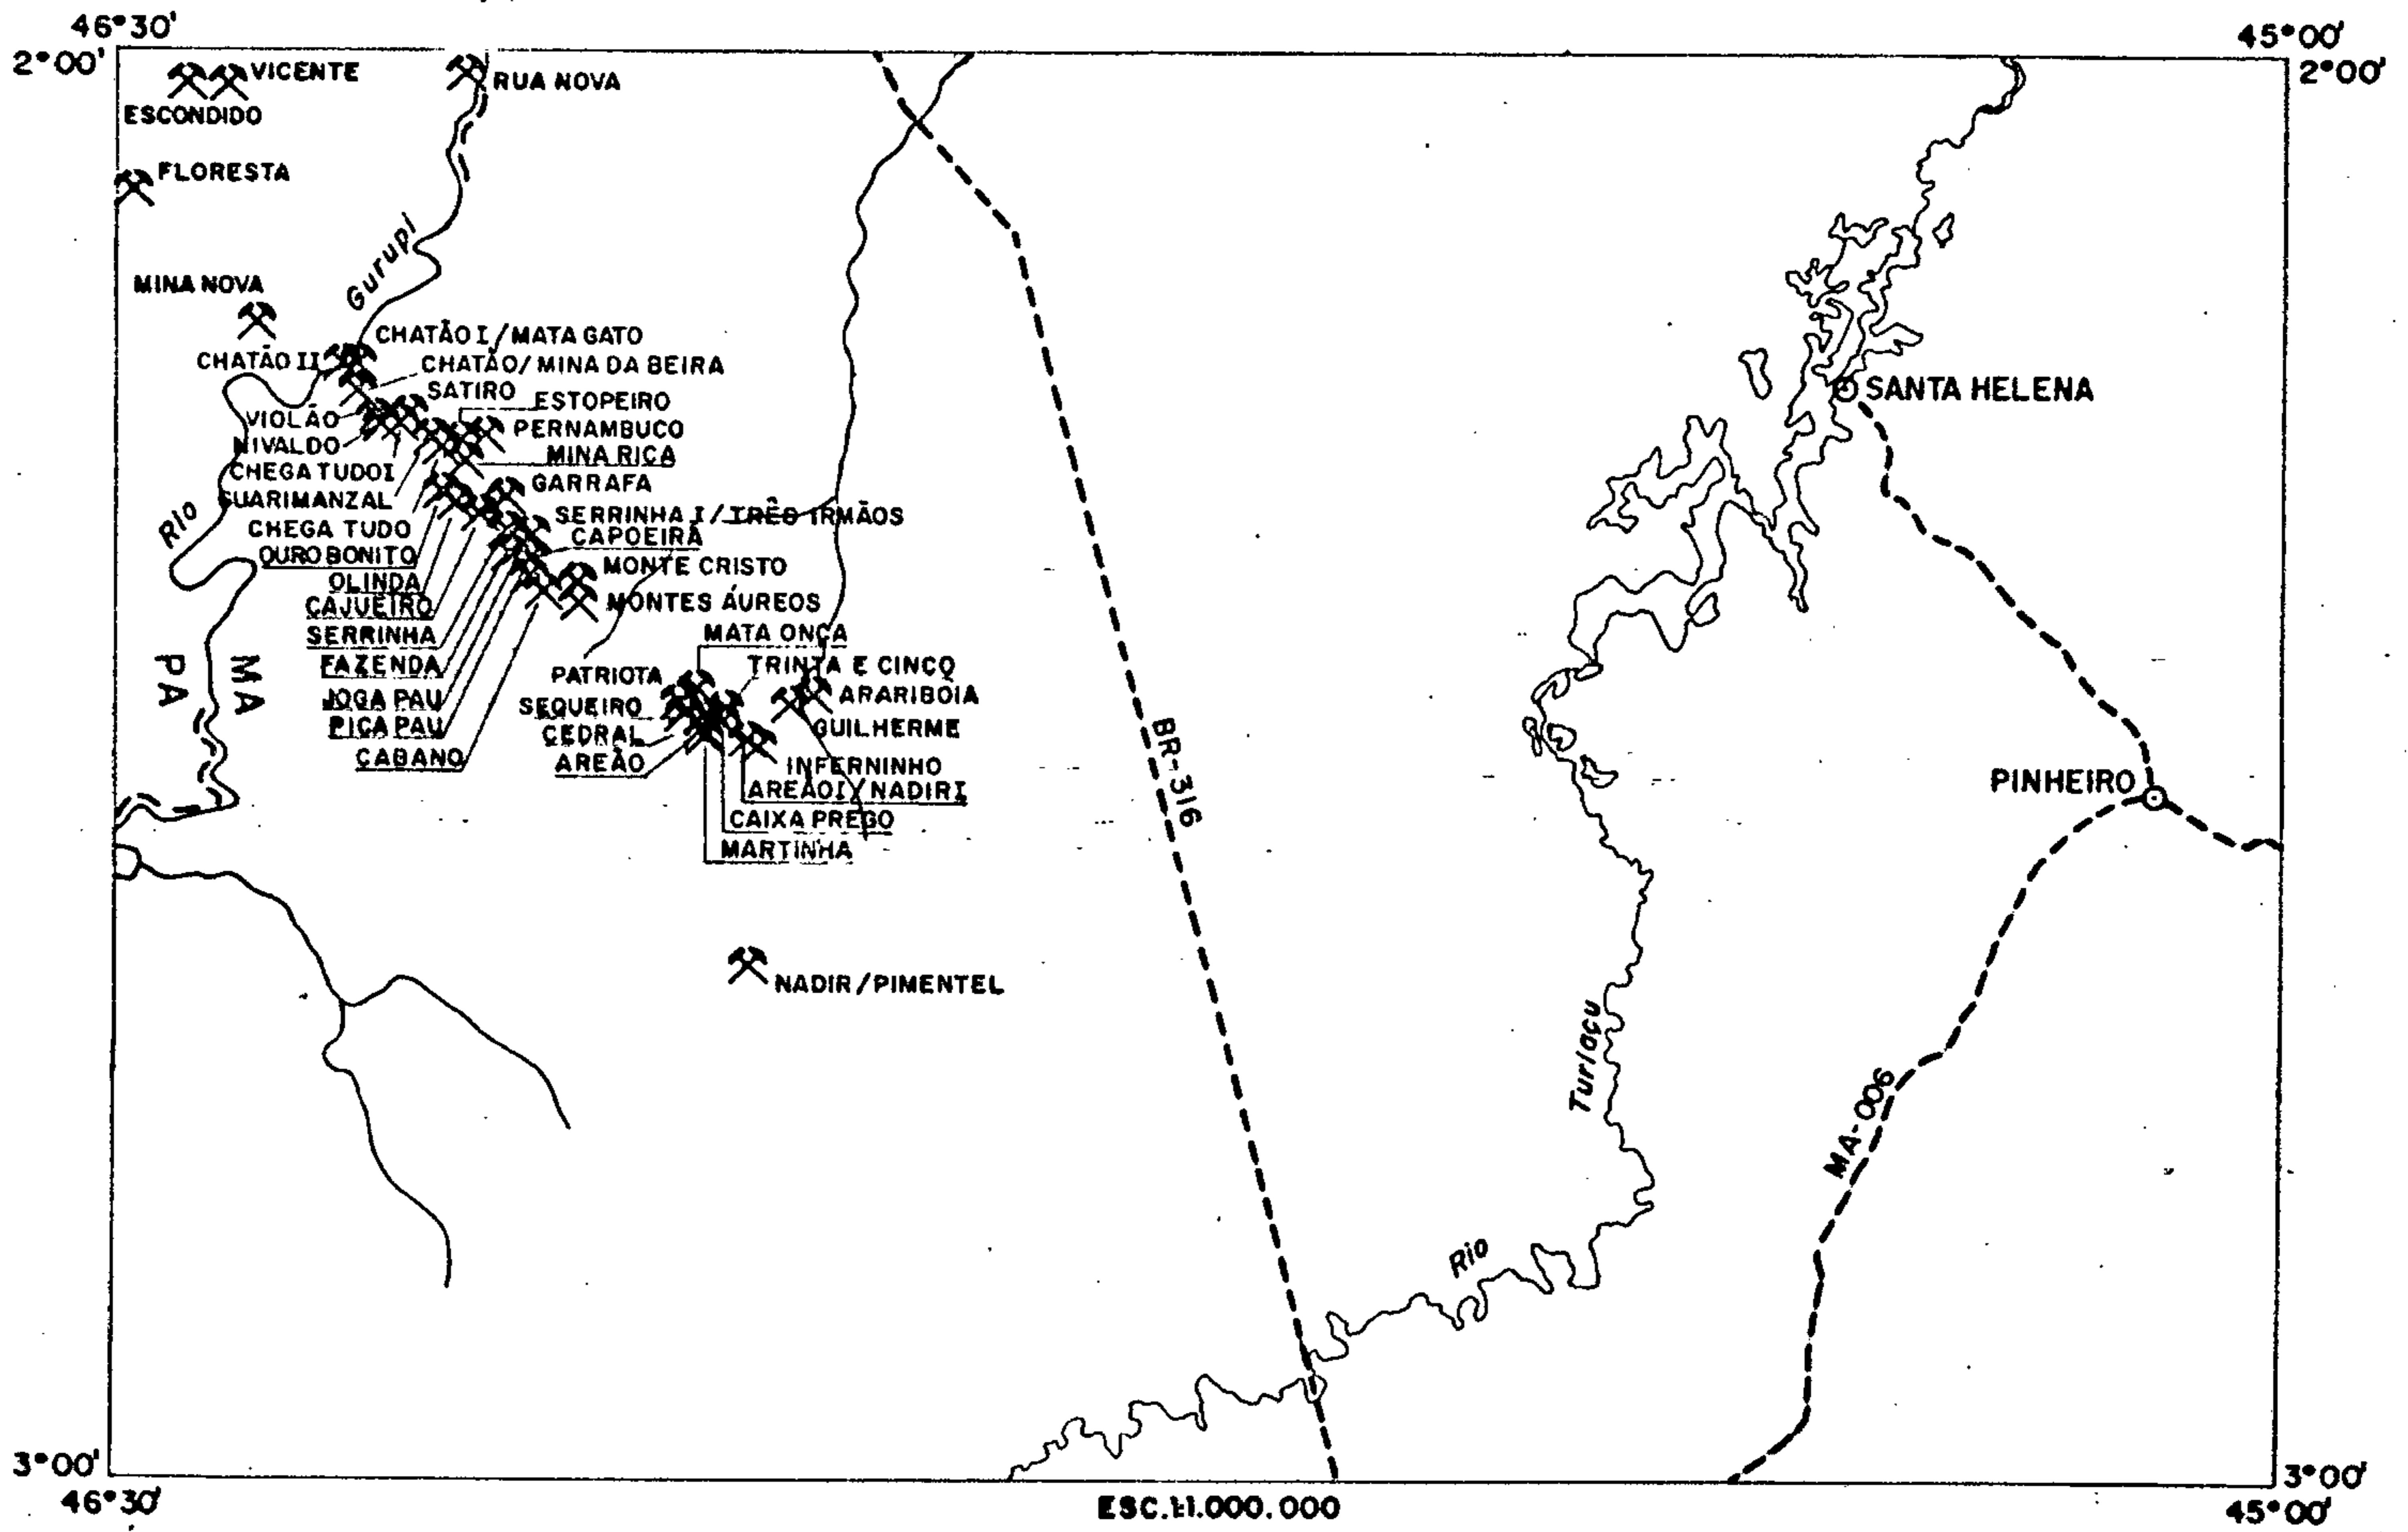 46°30'
45°00'
2°00'
2°00'
VICENTE
RUA NOVA
ESCONDIDO
FLORESTA
Gurupi
MINA NOVA
CHATÃO I/MATA GATO
CHATÃO II
CHATÃO/MINA DA BEIRA
SATIRO
ESTOPEIRO
VIOLÃO
PERNAMBUCO
NIVALDO
MINA RICA
CHEGA TUDO I
GARRAFA
GUARIMANZAL
Rio
SERRINHA I/TRÊS IRMÃOS
CHEGA TUDO
CAPOEIRA
OURO BONITO
MONTE CRISTO
OLINDA
MONTES ÁUREOS
CAJUEIRO
SERRINHA
MATA ONÇA
FAZENDA
TRINTA E CINCO
PATRIOTA
PA
MA
JOGA PAU
ARARIBÓIA
SEQUEIRO
PICA PAU
GUILHERME
CEDRAL
CABANO
AREÃO
INFERNINHO
AREÃO I/NADIR I
CAIXA PREGO
MARTINHA
NADIR/PIMENTEL
BR-316
SANTA HELENA
PINHEIRO
Turiaçu
MA-006
Rio
3°00'
3°00'
46°30'
ESC.1:1.000.000
45°00'